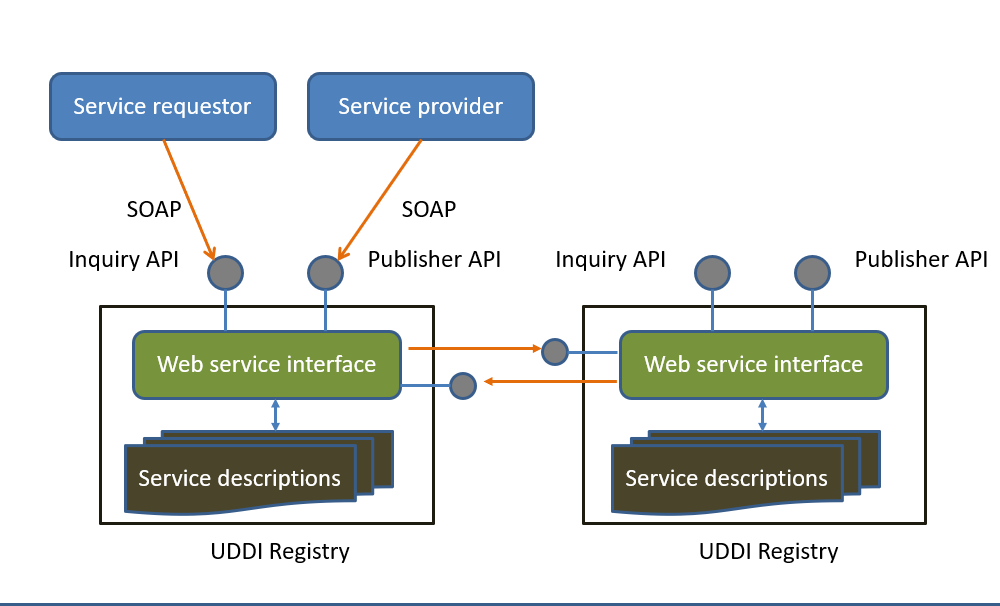 Service requestor
Service provider
SOAP
SOAP
Inquiry API
Publisher API
Inquiry API
Publisher API
Web service interface
Web service interface
Service descriptions
Service descriptions
UDDI Registry
UDDI Registry